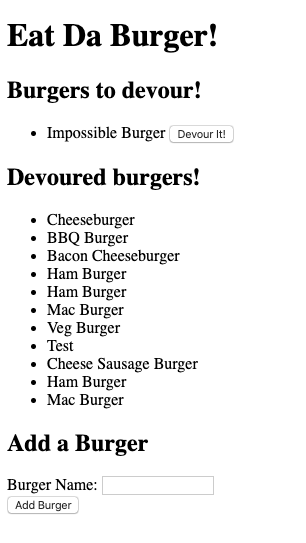 Eat Da Burger!
Burgers to devour!
Impossible Burger Devour It!
Devoured burgers!
Cheeseburger
BBQ Burger
Bacon Cheeseburger
Ham Burger
Ham Burger
Mac Burger
Veg Burger
Test
Cheese Sausage Burger
Ham Burger
Mac Burger
Add a Burger
Burger Name:
Add Burger